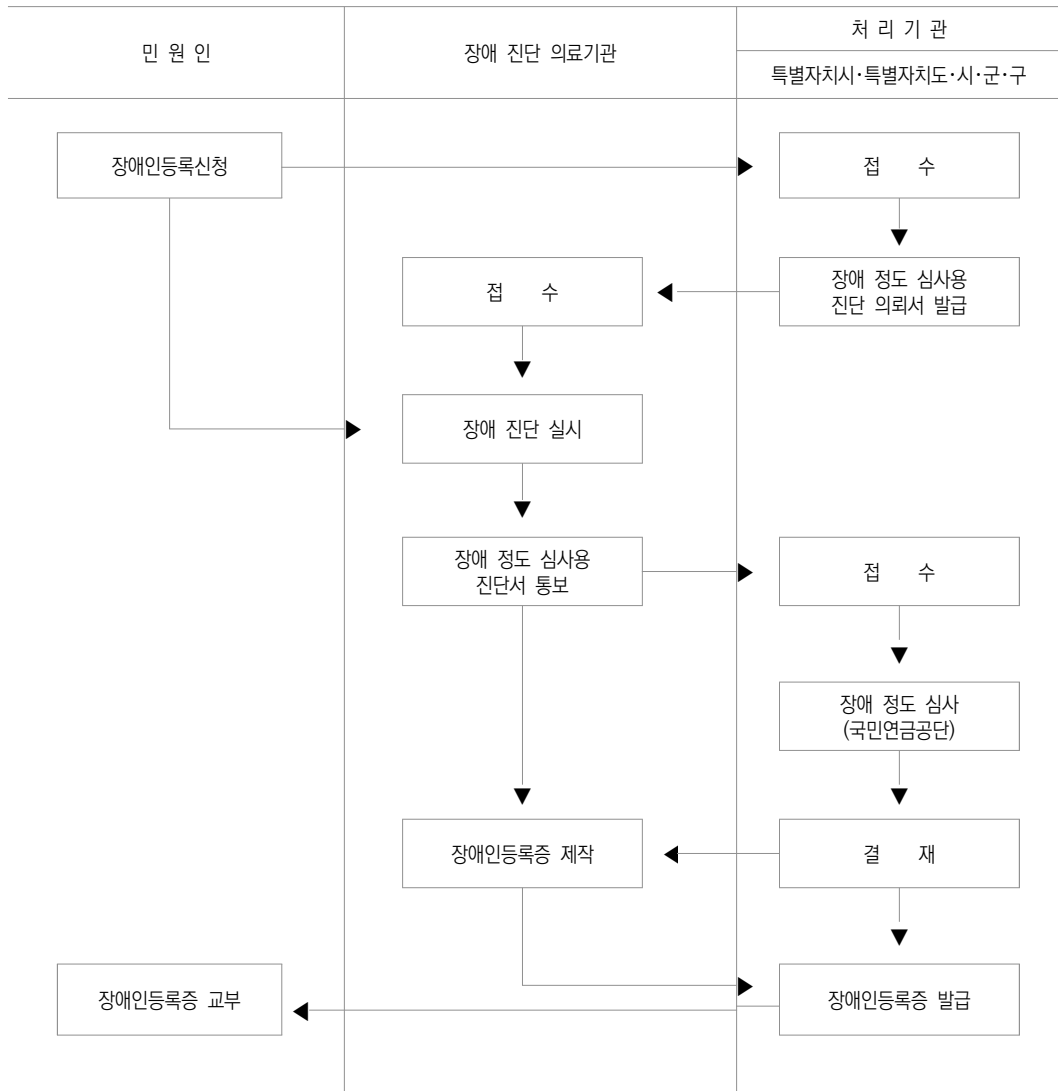 민 원 인
장애 진단 의료기관
처 리 기 관
특별자치시·특별자치도·시·군·구
장애인등록신청
접 수
접 수
장애 정도 심사용
진단 의뢰서 발급
장애 진단 실시
장애 정도 심사용
진단서 통보
접 수
장애 정도 심사
(국민연금공단)
장애인등록증 제작
결 재
장애인등록증 교부
장애인등록증 발급